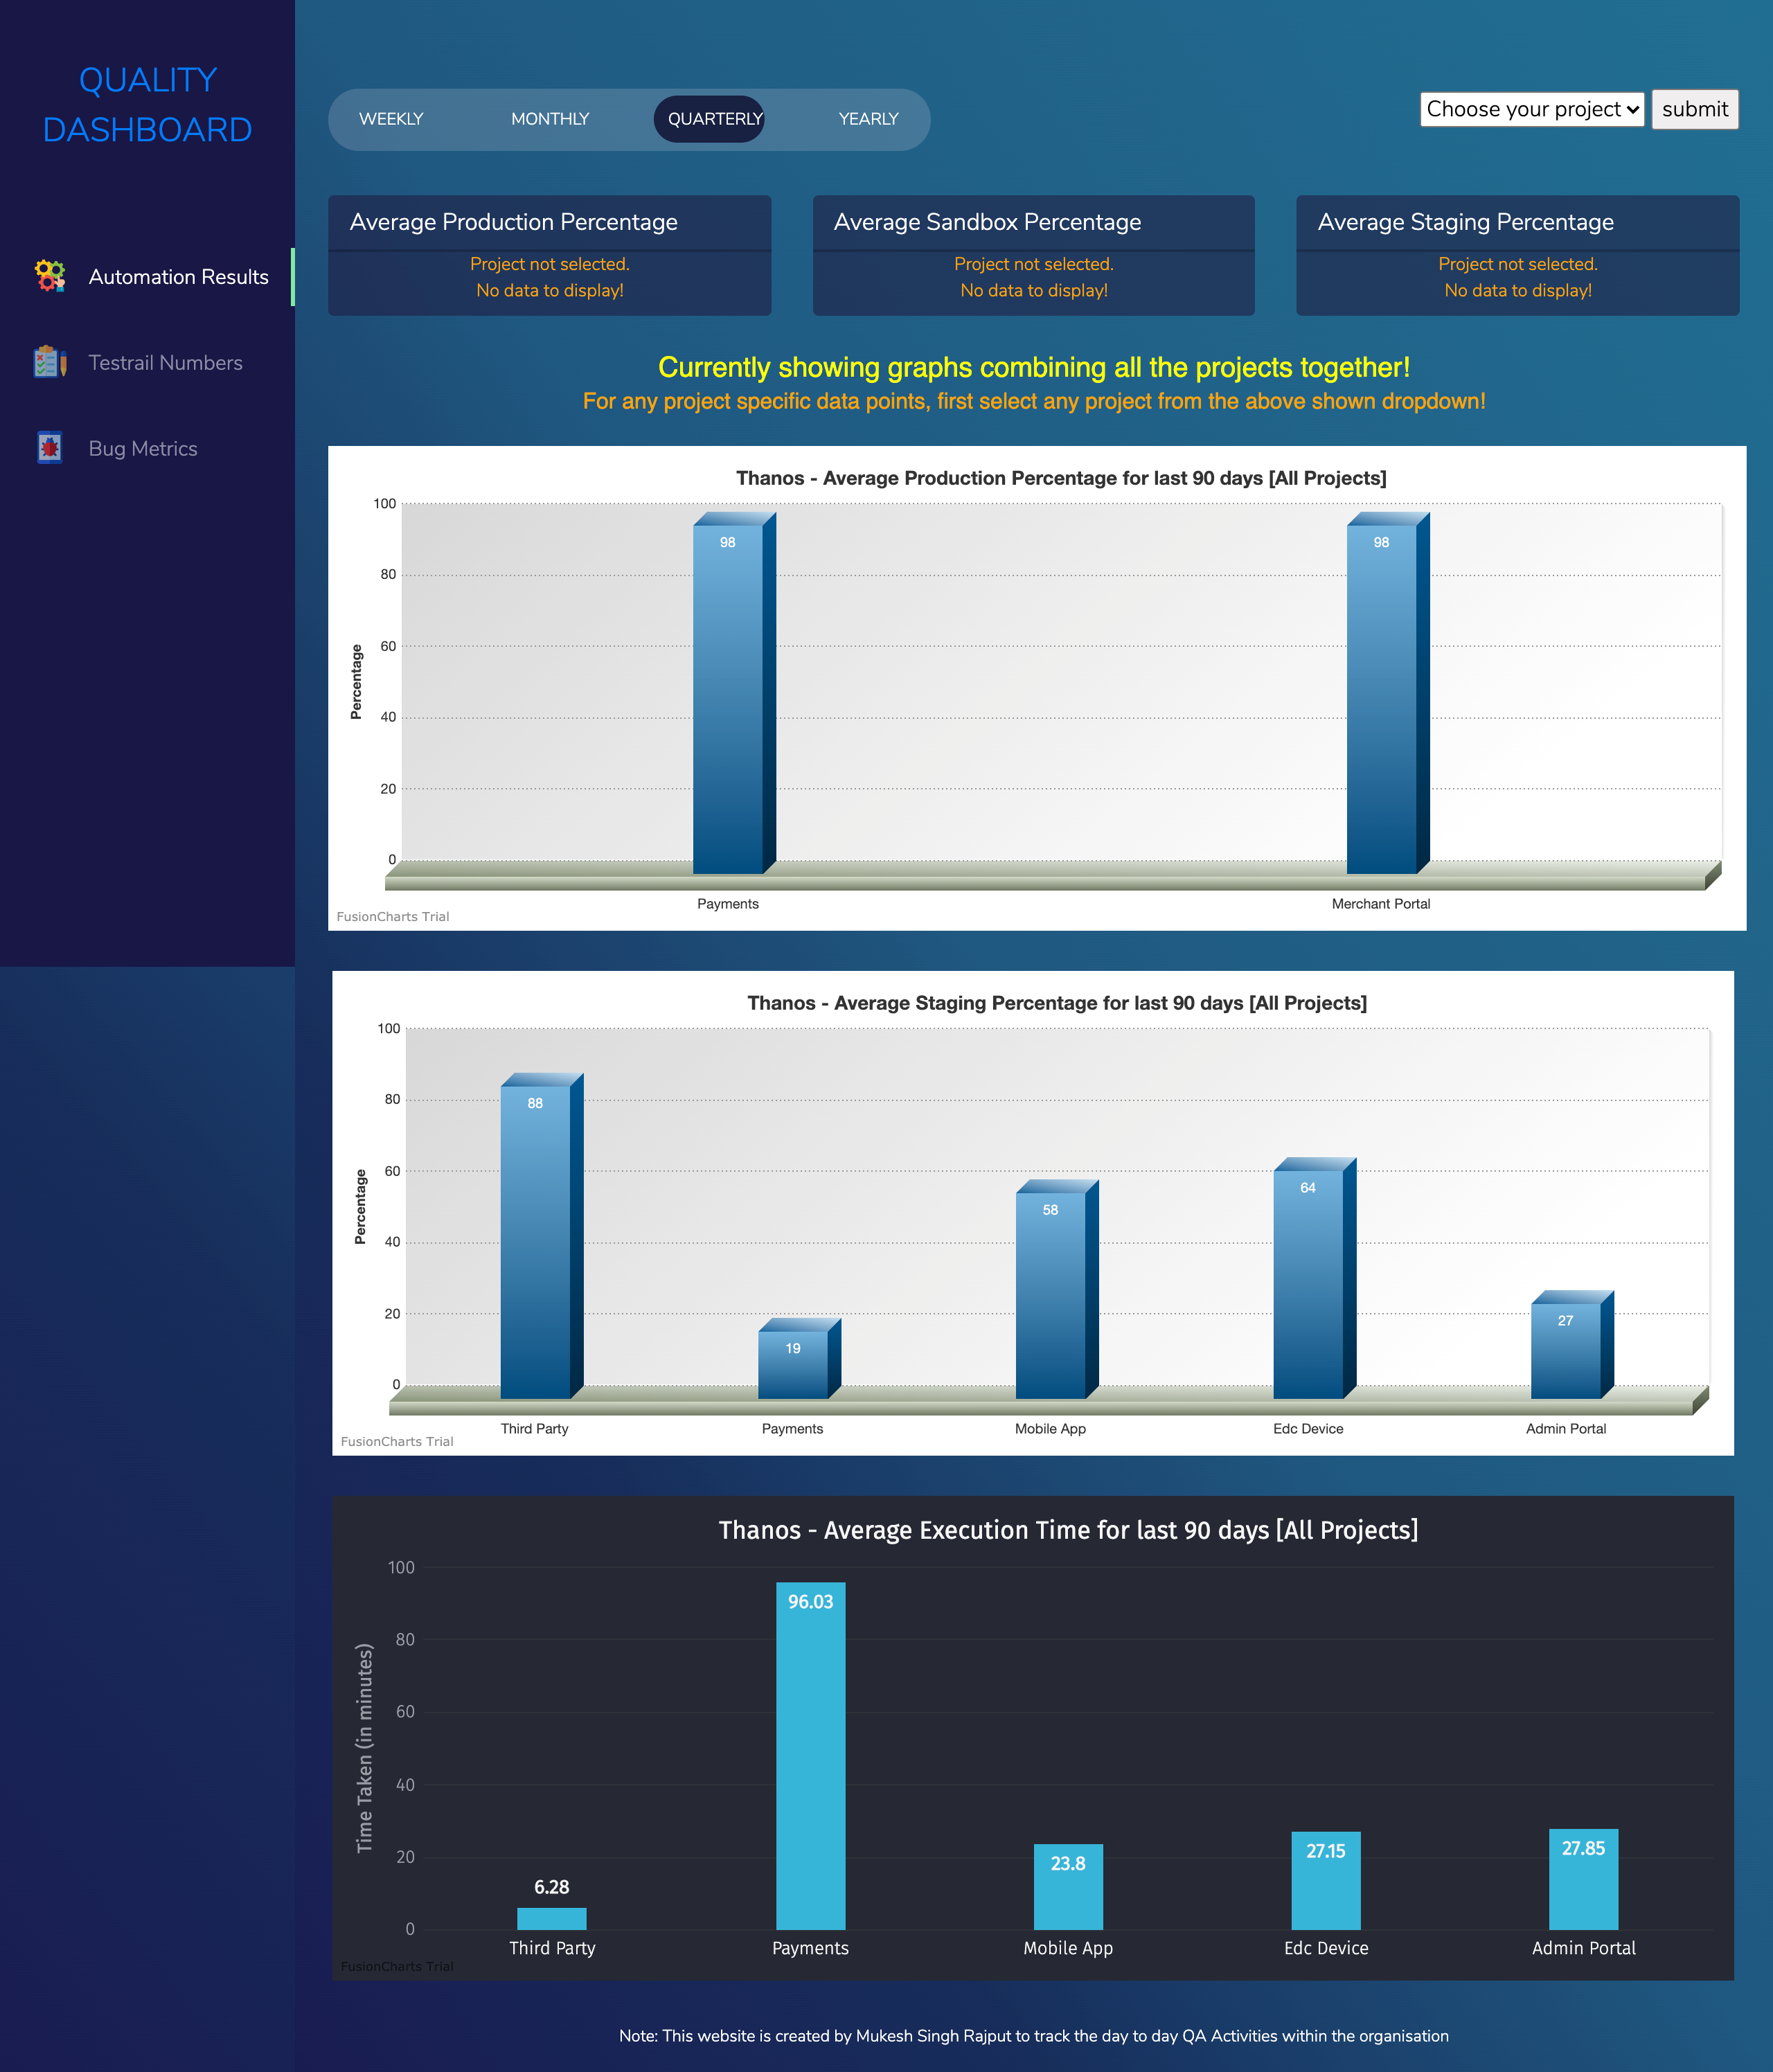 QUALITY
DASHBOARD
Automation Results
Testrail Numbers
Bug Metrics
WEEKLY MONTHLY QUARTERLY YEARLY
Choose your project submit
Average Production Percentage
Project not selected.
No data to display!
Average Sandbox Percentage
Project not selected.
No data to display!
Average Staging Percentage
Project not selected.
No data to display!
Currently showing graphs combining all the projects together!
For any project specific data points, first select any project from the above shown dropdown!
Thanos - Average Production Percentage for last 90 days [All Projects]
Percentage
100
80
60
40
20
0
98 98
Payments Merchant Portal
FusionCharts Trial
Thanos - Average Staging Percentage for last 90 days [All Projects]
Percentage
100
80
60
40
20
0
88 19 58 64 27
Third Party Payments Mobile App Edc Device Admin Portal
FusionCharts Trial
Thanos - Average Execution Time for last 90 days [All Projects]
Time Taken (in minutes)
100
80
60
40
20
0
6.28 96.03 23.8 27.15 27.85
Third Party Payments Mobile App Edc Device Admin Portal
FusionCharts Trial
Note: This website is created by Mukesh Singh Rajput to track the day to day QA Activities within the organisation